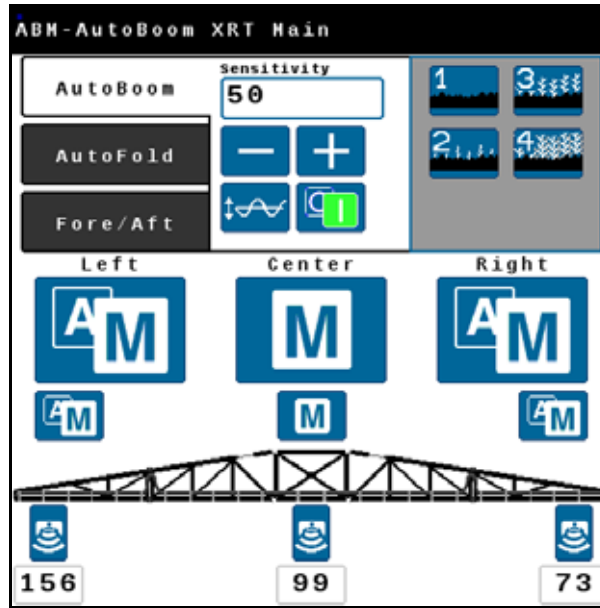 ABM-AutoBoom XRT Main
AutoBoom
Sensitivity
50
1
3
AutoFold
2
4
Fore/Aft
Left
Center
Right
A M
M
A M
A M
M
A M
156
99
73